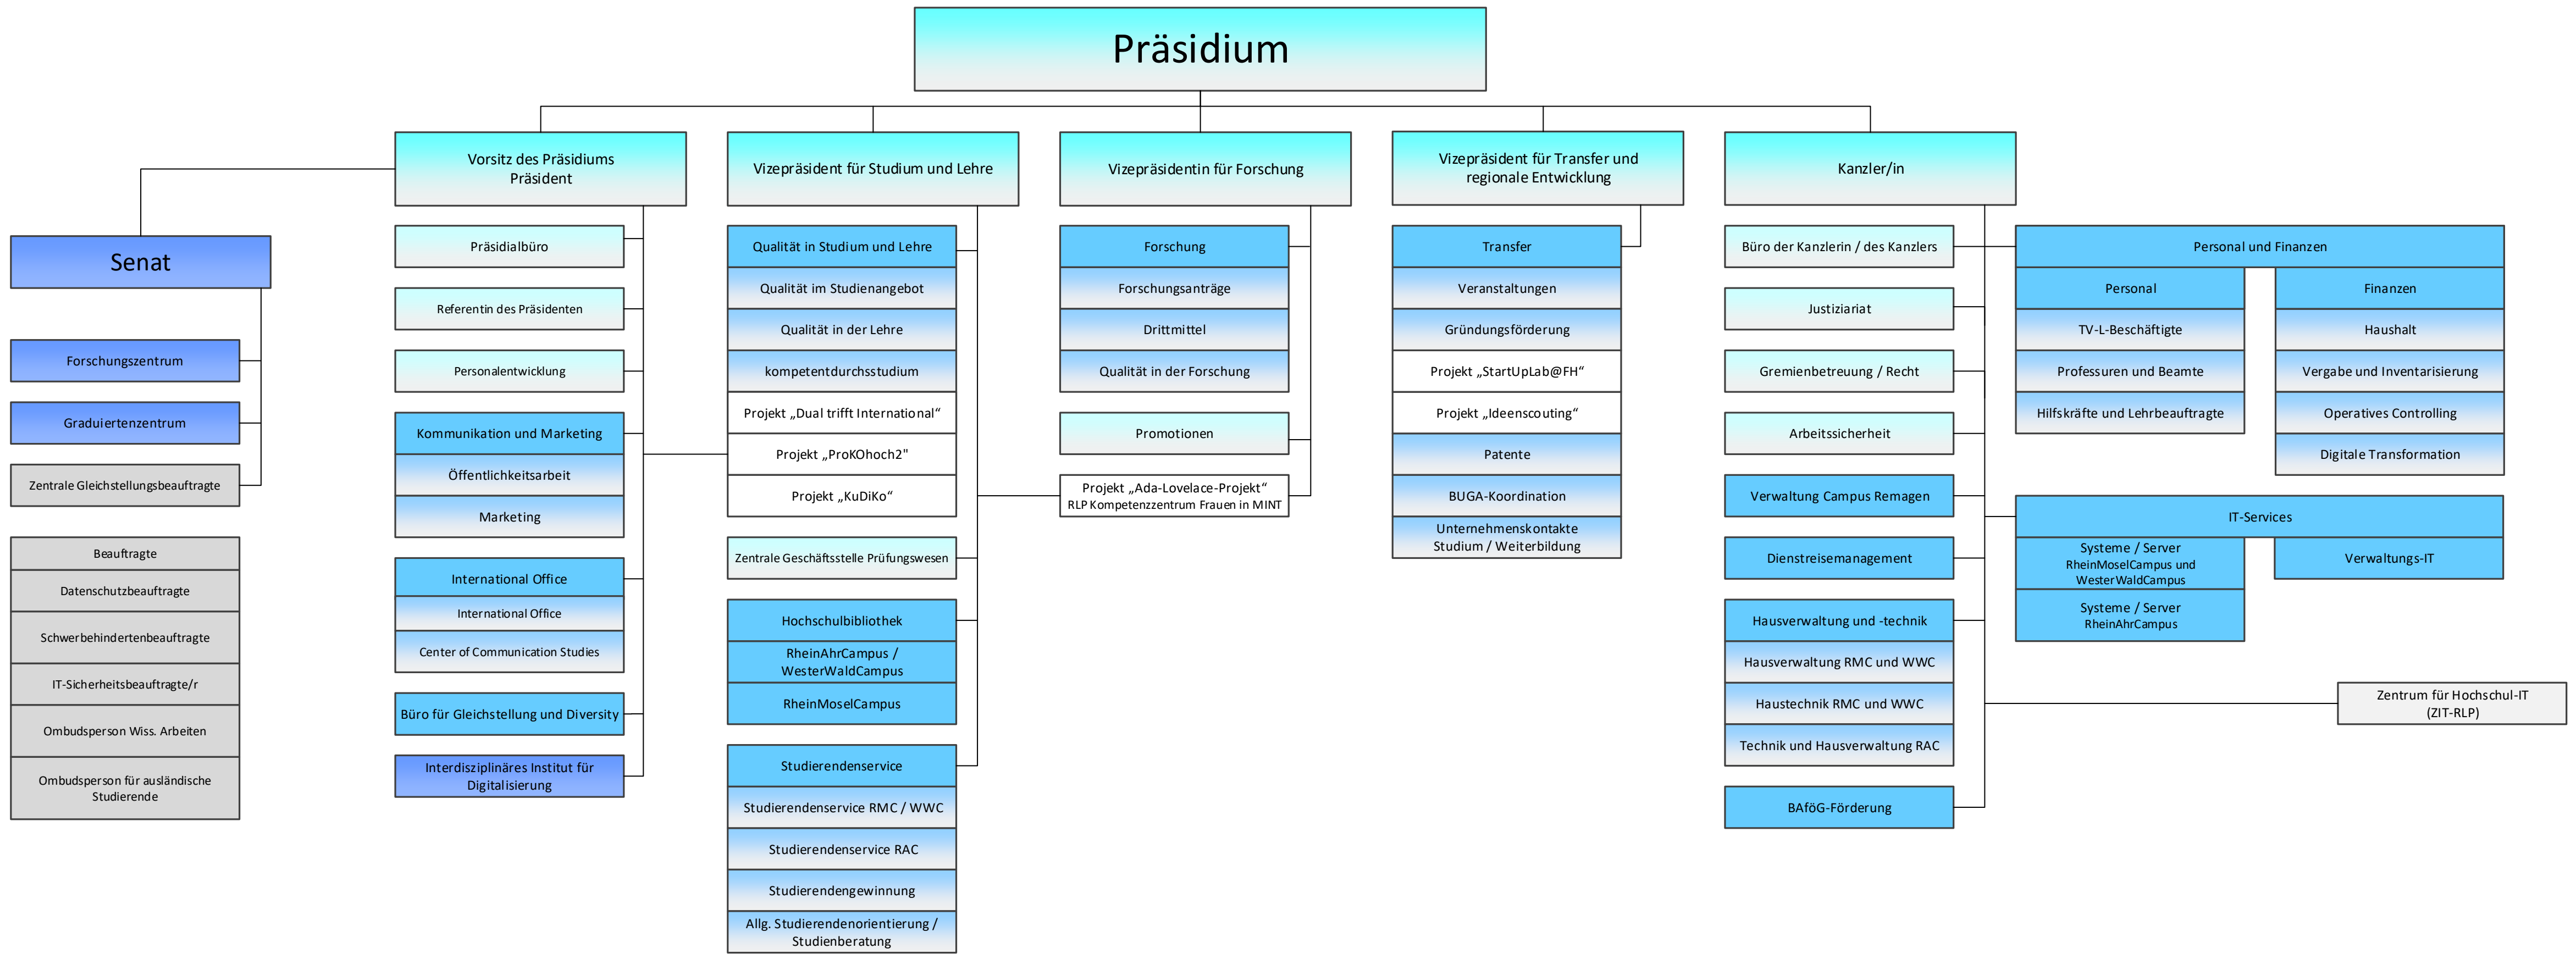 Präsidium
Vorsitz des Präsidiums
Präsident
Vizepräsident für Studium und Lehre
Vizepräsidentin für Forschung
Vizepräsident für Transfer und
regionale Entwicklung
Kanzler/in
Senat
Forschungszentrum
Graduiertenzentrum
Zentrale Gleichstellungsbeauftragte
Beauftragte
Datenschutzbeauftragte
Schwerbehindertenbeauftragte
IT-Sicherheitsbeauftragte/r
Ombudsperson Wiss. Arbeiten
Ombudsperson für ausländische
Studierende
Präsidialbüro
Referentin des Präsidenten
Personalentwicklung
Kommunikation und Marketing
Öffentlichkeitsarbeit
Marketing
International Office
International Office
Center of Communication Studies
Büro für Gleichstellung und Diversity
Interdisziplinäres Institut für
Digitalisierung
Qualität in Studium und Lehre
Qualität im Studienangebot
Qualität in der Lehre
kompetentdurchsstudium
Projekt „Dual trifft International“
Projekt „ProKOhoch2"
Projekt „KuDiKo“
Zentrale Geschäftsstelle Prüfungswesen
Hochschulbibliothek
RheinAhrCampus /
WesterWaldCampus
RheinMoselCampus
Studierendenservice
Studierendenservice RMC / WWC
Studierendenservice RAC
Studierendengewinnung
Allg. Studierendenorientierung /
Studienberatung
Forschung
Forschungsanträge
Drittmittel
Qualität in der Forschung
Promotionen
Projekt „Ada-Lovelace-Projekt“
RLP Kompetenzzentrum Frauen in MINT
Transfer
Veranstaltungen
Gründungsförderung
Projekt „StartUpLab@FH“
Projekt „Ideenscouting“
Patente
BUGA-Koordination
Unternehmenskontakte
Studium / Weiterbildung
Büro der Kanzlerin / des Kanzlers
Justiziariat
Gremienbetreuung / Recht
Arbeitssicherheit
Verwaltung Campus Remagen
Dienstreisemanagement
Hausverwaltung und -technik
Hausverwaltung RMC und WWC
Haustechnik RMC und WWC
Technik und Hausverwaltung RAC
BAföG-Förderung
Personal und Finanzen
Personal
TV-L-Beschäftigte
Professuren und Beamte
Hilfskräfte und Lehrbeauftragte
Finanzen
Haushalt
Vergabe und Inventarisierung
Operatives Controlling
Digitale Transformation
IT-Services
Systeme / Server
RheinMoselCampus und
WesterWaldCampus
Systeme / Server
RheinAhrCampus
Verwaltungs-IT
Zentrum für Hochschul-IT
(ZIT-RLP)